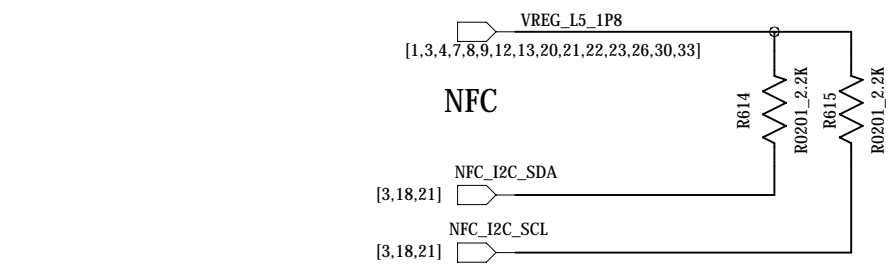 VREG_L5_1P8
[1,3,4,7,8,9,12,13,20,21,22,23,26,30,33]
NFC
R614
R0201_2.2K
R615
R0201_2.2K
NFC_I2C_SDA
[3,18,21]
NFC_I2C_SCL
[3,18,21]